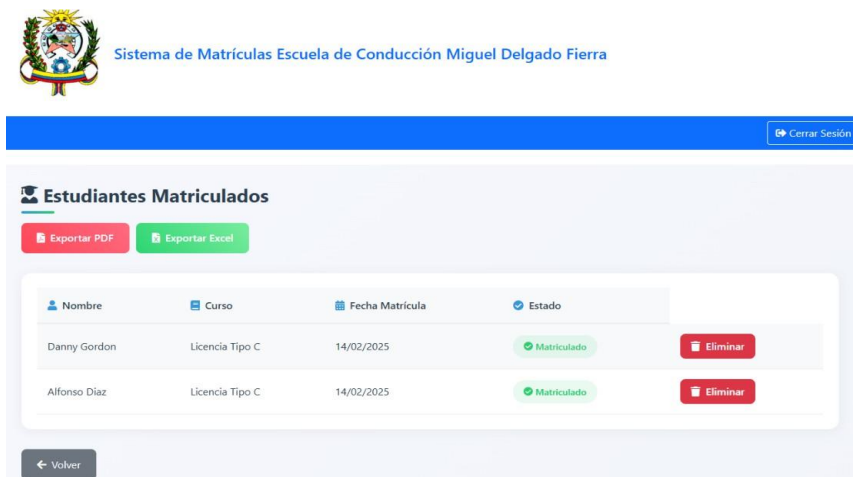 Sistema de Matrículas Escuela de Conducción Miguel Delgado Fierra
Cerrar Sesión
Estudiantes Matriculados
Exportar PDF Exportar Excel
Nombre Curso Fecha Matrícula Estado
Danny Gordon Licencia Tipo C 14/02/2025 Matriculado Eliminar
Alfonso Díaz Licencia Tipo C 14/02/2025 Matriculado Eliminar
Volver